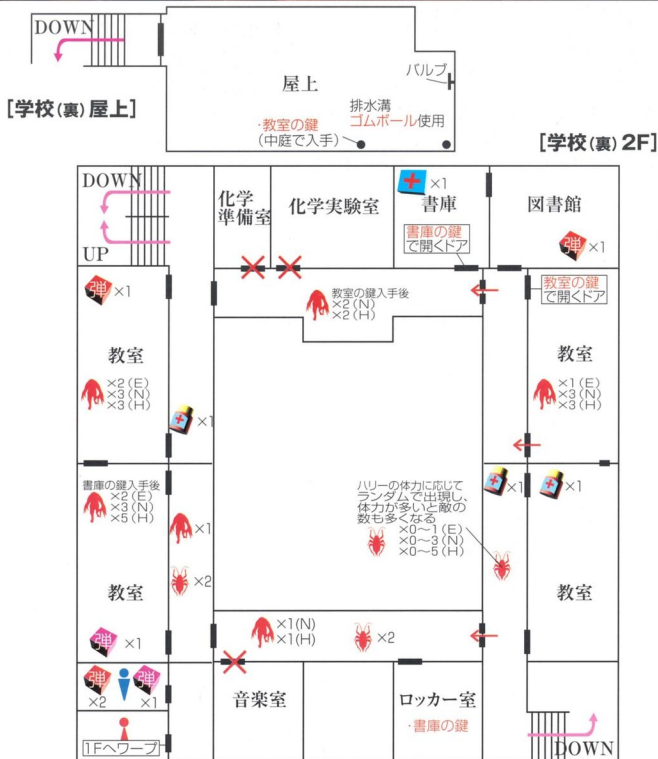 DOWN
[学校(裏)屋上]
屋上
バルブ
排水溝
ゴムボール使用
・教室の鍵
(中庭で入手)
[学校(裏)2F]
DOWN
UP
化学
準備室
化学実験室
×1
書庫
図書館
書庫の鍵
で開くドア
弾
×1
弾
×1
教室の鍵入手後
×2(N)
×2(H)
教室の鍵
で開くドア
教室
×2(E)
×3(N)
×3(H)
教室
×1(E)
×3(N)
×3(H)
×1
書庫の鍵入手後
×2(E)
×3(N)
×5(H)
×1
×2
ハリーの体力に応じて
ランダムで出現し、
体力が多いと敵の
数も多くなる
×0～1(E)
×0～3(N)
×0～5(H)
×1
×1
教室
教室
弾
×1
×1(N)
×1(H)
×2
弾
×2
弾
×1
音楽室
ロッカー室
・書庫の鍵
1Fへワープ
DOWN